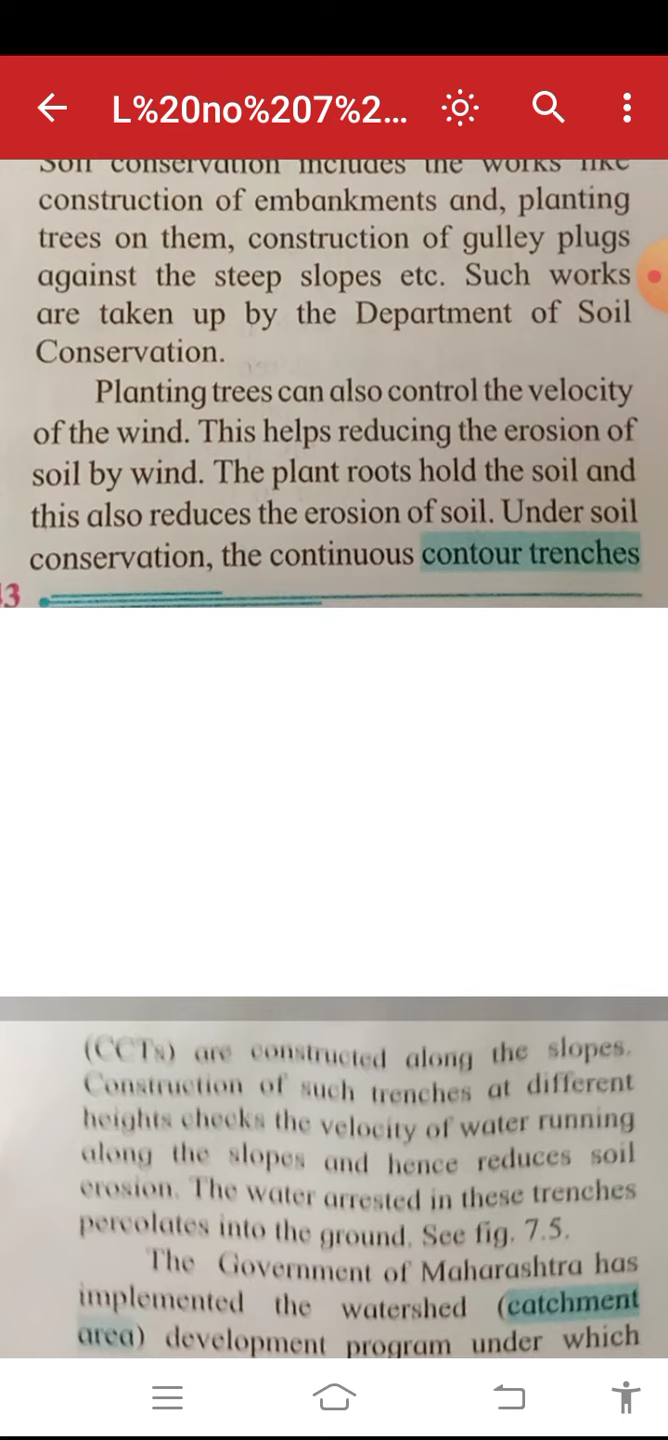 L%20no%207%2...
Soil conservation includes the works like
construction of embankments and, planting
trees on them, construction of gulley plugs
against the steep slopes etc. Such works
are taken up by the Department of Soil
Conservation.
Planting trees can also control the velocity
of the wind. This helps reducing the erosion of
soil by wind. The plant roots hold the soil and
this also reduces the erosion of soil. Under soil
conservation, the continuous contour trenches
3
(CCTs) are constructed along the slopes.
Construction of such trenches at different
heights checks the velocity of water running
along the slopes and hence reduces soil
erosion. The water arrested in these trenches
percolates into the ground. See fig. 7.5.
The Government of Maharashtra has
implemented the watershed (catchment
area) development program under which